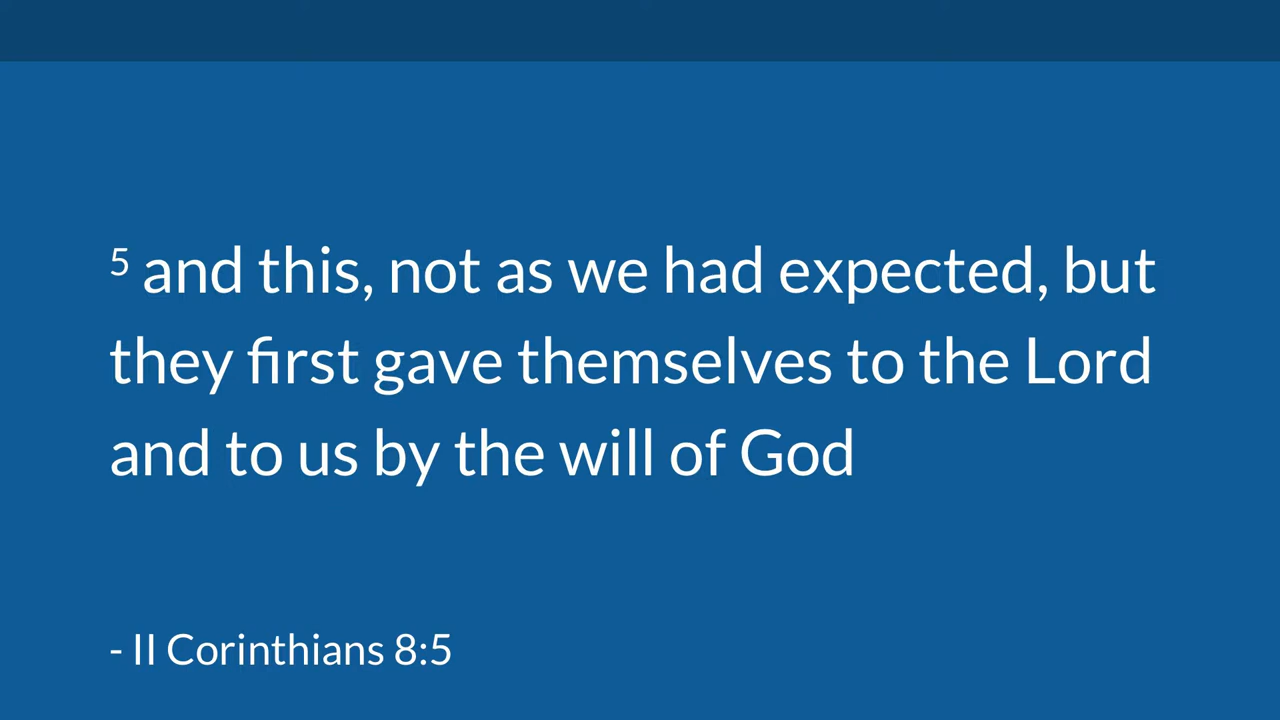 5 and this, not as we had expected, but
they first gave themselves to the Lord
and to us by the will of God
- II Corinthians 8:5